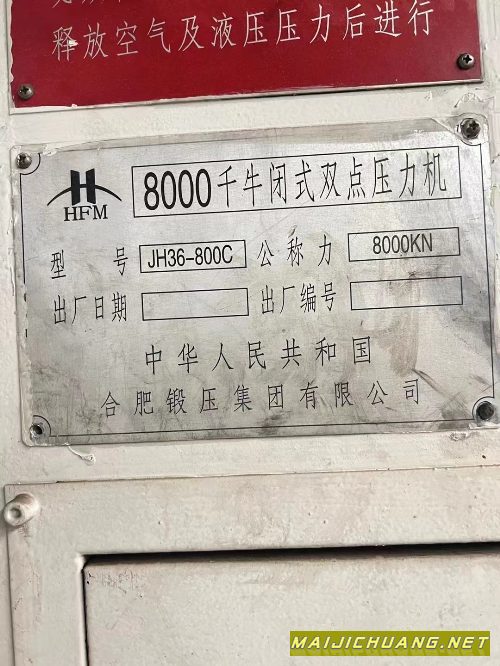 释放空气及液压压力后进行
HFM
8000千牛闭式双点压力机
型 号 JH36-800C 公称力 8000KN
出厂日期 出厂编号
中华人民共和国
合肥锻压集团有限公司
MAIJICHUANG.NET